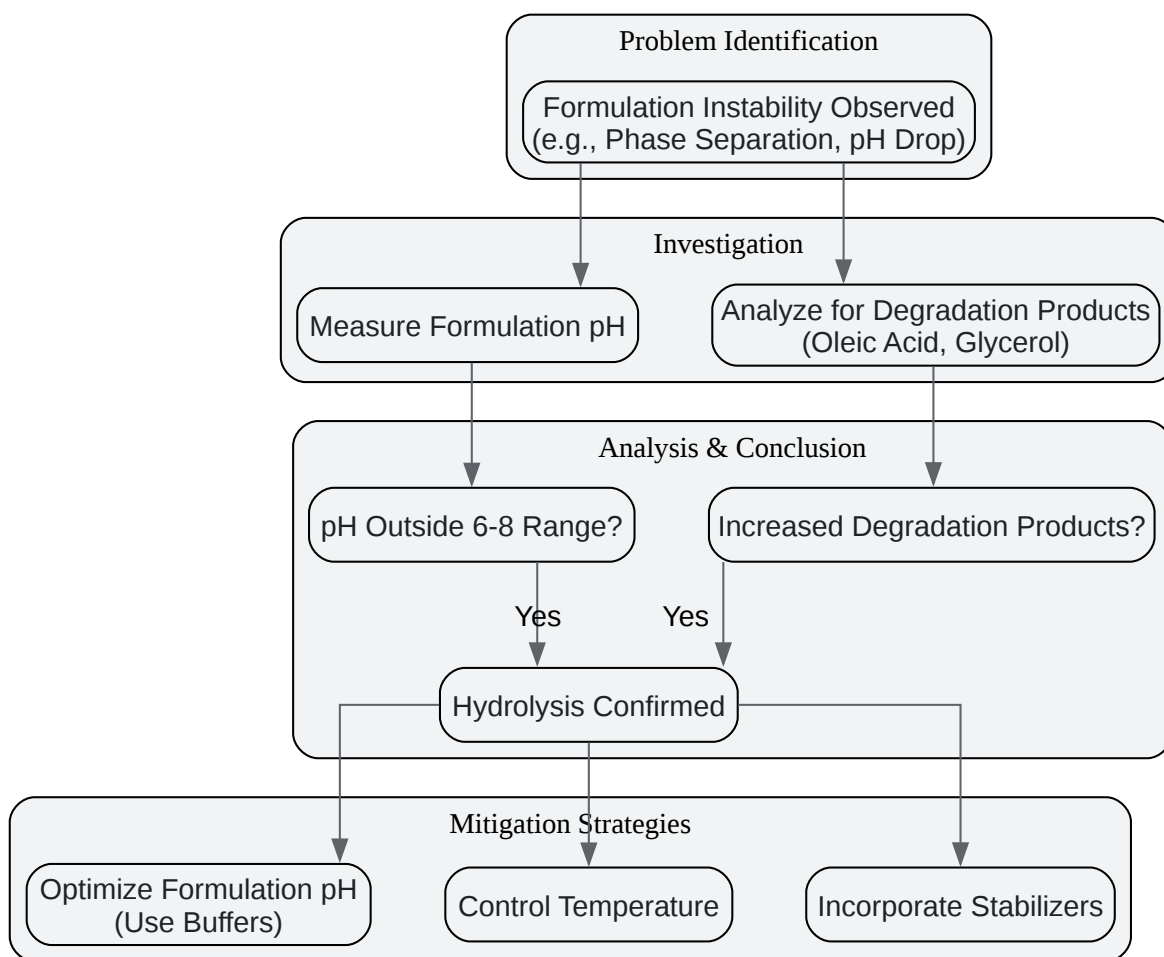 Problem Identification
Formulation Instability Observed
(e.g., Phase Separation, pH Drop)
Investigation
Measure Formulation pH
Analyze for Degradation Products
(Oleic Acid, Glycerol)
Analysis & Conclusion
pH Outside 6-8 Range?
Increased Degradation Products?
Yes
Yes
Hydrolysis Confirmed
Mitigation Strategies
Optimize Formulation pH
(Use Buffers)
Control Temperature
Incorporate Stabilizers